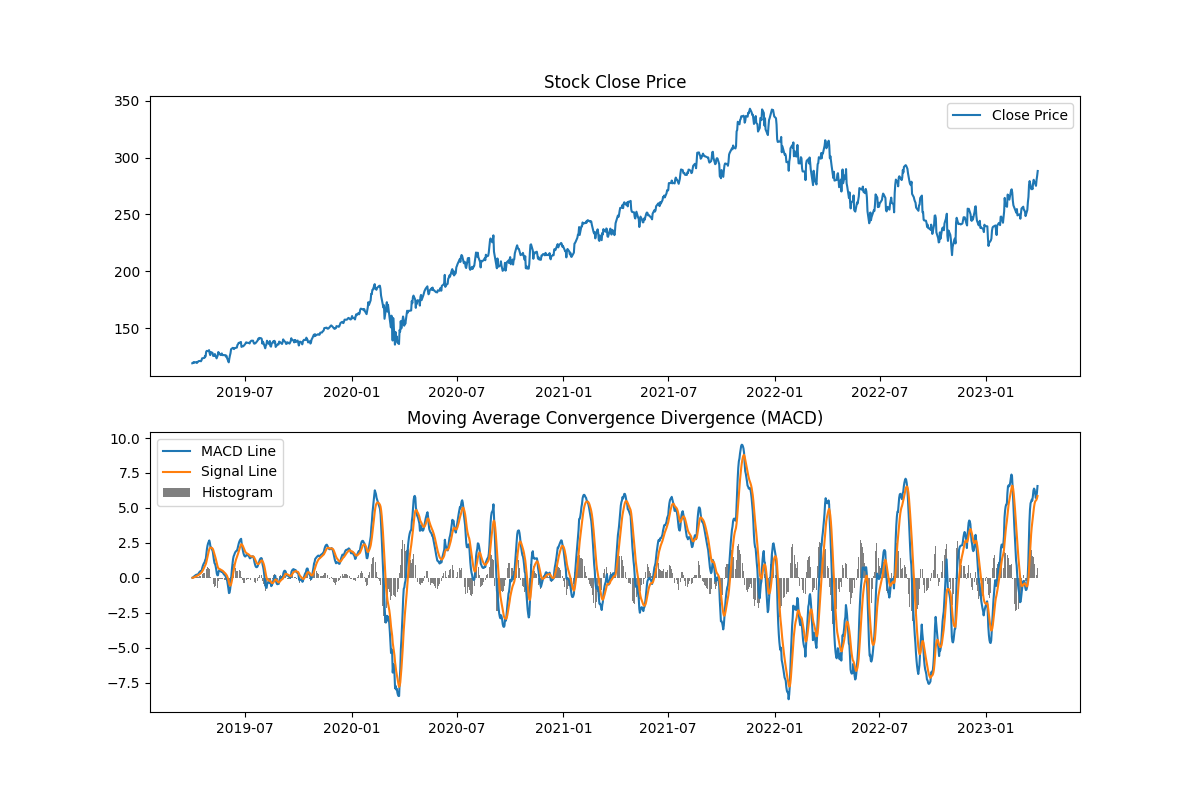 Stock Close Price
350
300
250
200
150
Close Price
2019-07 2020-01 2020-07 2021-01 2021-07 2022-01 2022-07 2023-01
Moving Average Convergence Divergence (MACD)
10.0
7.5
5.0
2.5
0.0
−2.5
−5.0
−7.5
MACD Line
Signal Line
Histogram
2019-07 2020-01 2020-07 2021-01 2021-07 2022-01 2022-07 2023-01